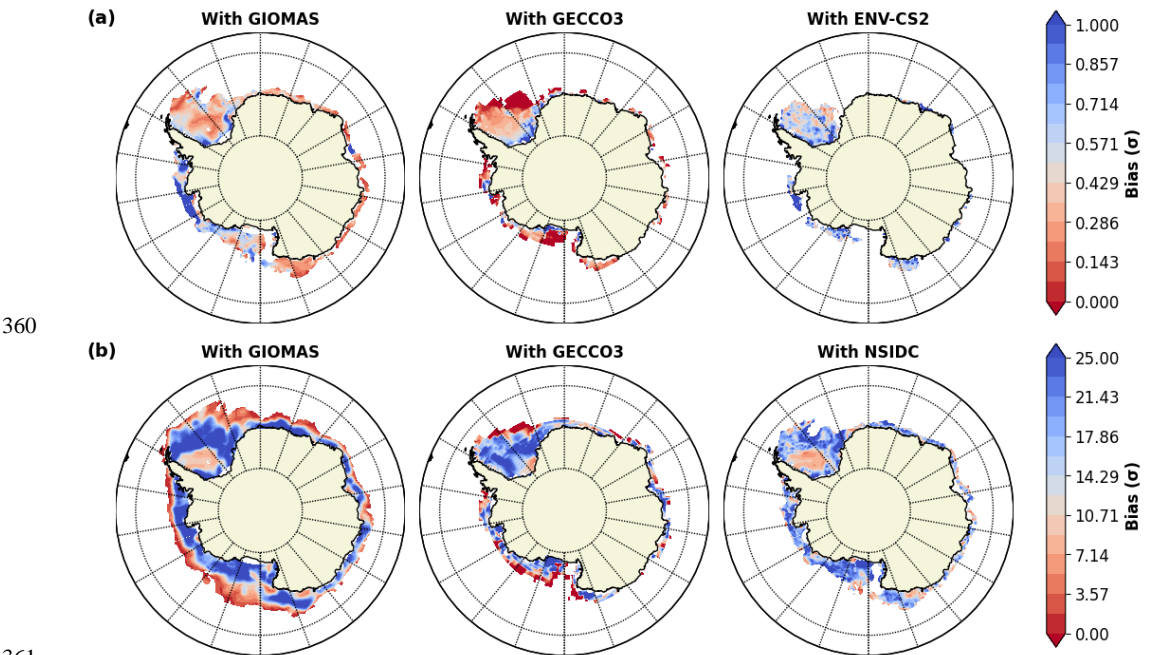 (a)
With GIOMAS
With GECCO3
With ENV-CS2
1.000
0.857
0.714
0.571
0.429
0.286
0.143
0.000
Bias (σ)
360
(b)
With GIOMAS
With GECCO3
With NSIDC
25.00
21.43
17.86
14.29
10.71
7.14
3.57
0.00
Bias (σ)
361